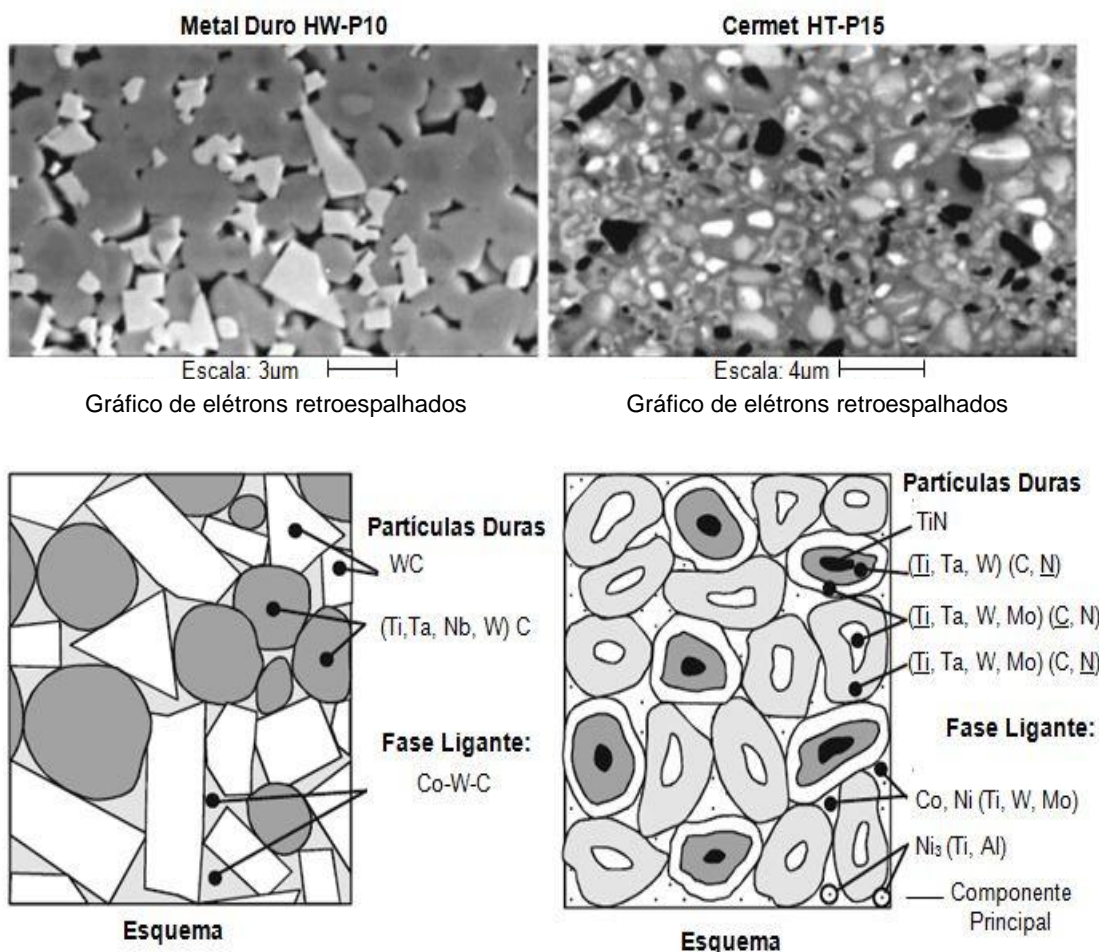 Metal Duro HW-P10
Cermet HT-P15
Escala: 3µm
Escala: 4µm
Gráfico de elétrons retroespalhados
Gráfico de elétrons retroespalhados
Partículas Duras
WC
(Ti,Ta, Nb, W) C
Fase Ligante:
Co-W-C
Esquema
Partículas Duras
TiN
(Ti, Ta, W) (C, N)
(Ti, Ta, W, Mo) (C, N)
(Ti, Ta, W, Mo) (C, N)
Fase Ligante:
Co, Ni (Ti, W, Mo)
Ni₃ (Ti, Al)
Componente
Principal
Esquema